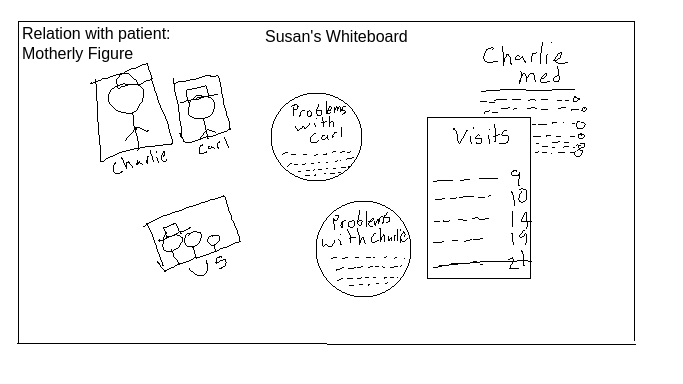 Relation with patient:
Motherly Figure
Susan's Whiteboard
Charlie
med
Charlie
Carl
Problems
with
Carl
Visits
9
10
14
19
21
US
Problems
with Charlie